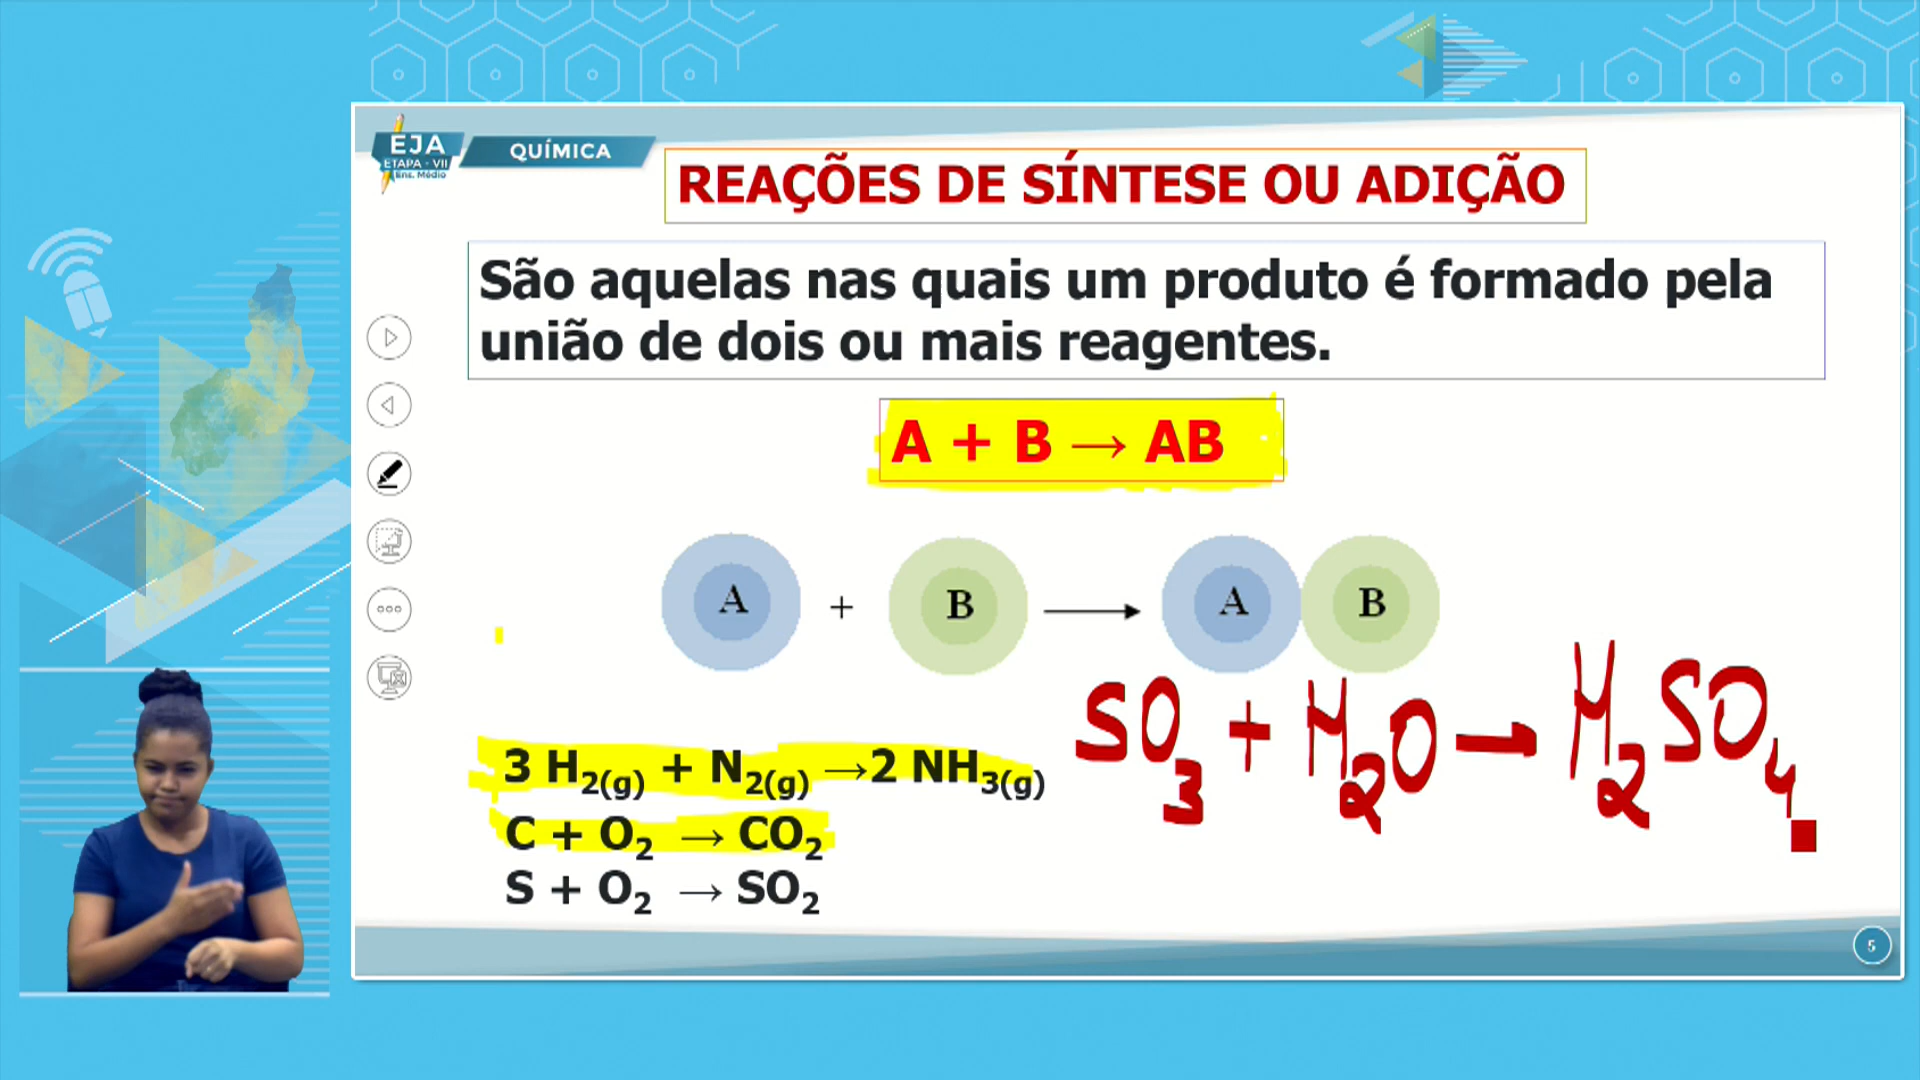 EJA
ETAPA - VII
Ens. Médio
QUÍMICA
REAÇÕES DE SÍNTESE OU ADIÇÃO
São aquelas nas quais um produto é formado pela
união de dois ou mais reagentes.
A + B → AB
A + B → A B
SO₃ + H₂O → H₂SO₄
3 H₂(g) + N₂(g) → 2 NH₃(g)
C + O₂ → CO₂
S + O₂ → SO₂
5